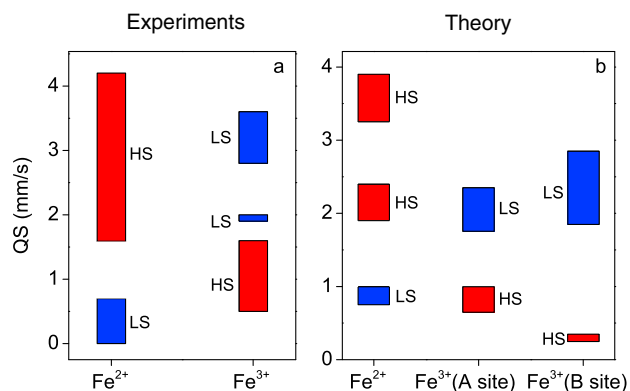 Experiments
Theory
QS (mm/s)
a
4
3
2
1
0
HS
LS
LS
LS
HS
Fe²⁺
Fe³⁺
b
4
3
2
1
0
HS
HS
LS
LS
HS
LS
HS
Fe²⁺
Fe³⁺(A site)
Fe³⁺(B site)